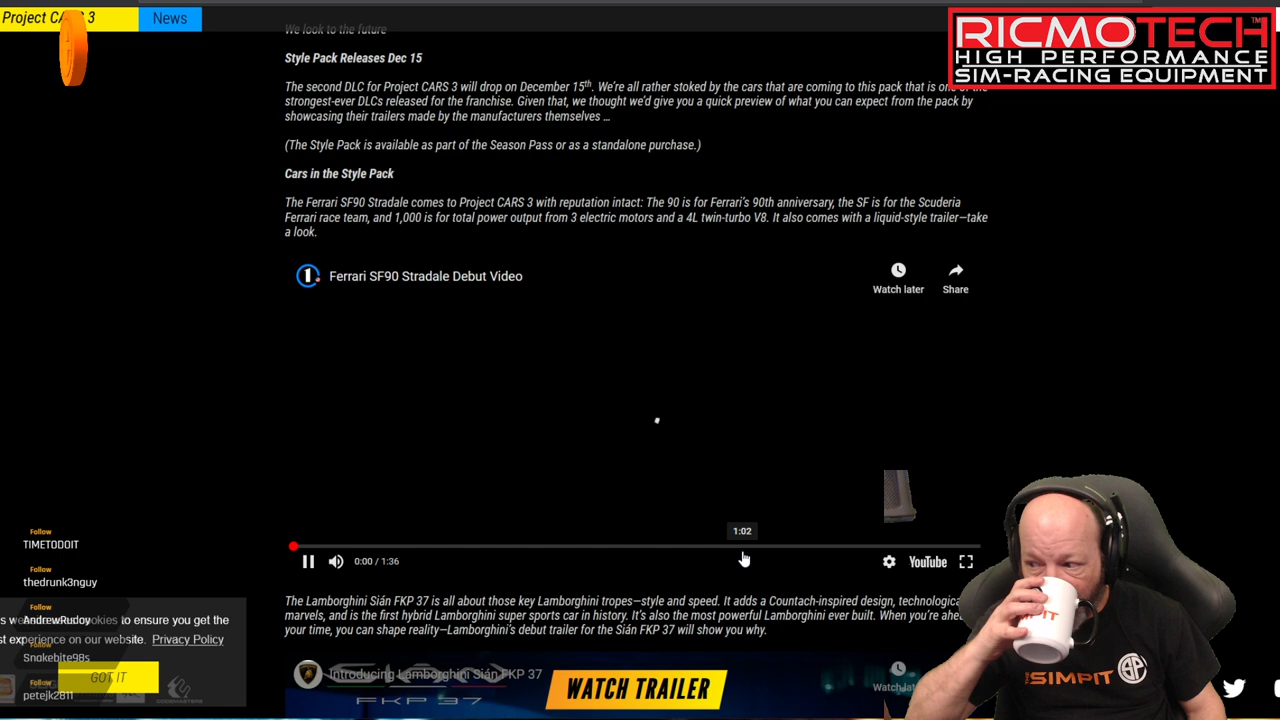 Project CARS 3
News
RICMOTECH™
HIGH PERFORMANCE
SIM-RACING EQUIPMENT
We look to the future
Style Pack Releases Dec 15
The second DLC for Project CARS 3 will drop on December 15th. We're all rather stoked by the cars that are coming to this pack that is one of the
strongest-ever DLCs released for the franchise. Given that, we thought we'd give you a quick preview of what you can expect from the pack by
showcasing their trailers made by the manufacturers themselves …
(The Style Pack is available as part of the Season Pass or as a standalone purchase.)
Cars in the Style Pack
The Ferrari SF90 Stradale comes to Project CARS 3 with reputation intact: The 90 is for Ferrari's 90th anniversary, the SF is for the Scuderia
Ferrari race team, and 1,000 is for total power output from 3 electric motors and a 4L twin-turbo V8. It also comes with a liquid-style trailer—take
a look.
Ferrari SF90 Stradale Debut Video
Watch later
Share
1:02
0:00 / 1:36
YouTube
The Lamborghini Sián FKP 37 is all about those key Lamborghini tropes—style and speed. It adds a Countach-inspired design, technological
marvels, and is the first hybrid Lamborghini super sports car in history. It's also the most powerful Lamborghini ever built. When you're ahead
your time, you can shape reality—Lamborghini's debut trailer for the Sián FKP 37 will show you why.
Introducing Lamborghini Sián FKP 37
FKP 37
WATCH TRAILER
Follow
TIMETODOIT
Follow
thedrunk3nguy
Follow
AndrewRudoy
to ensure you get the
experience on our website. Privacy Policy
Follow
Snakebite98s
GOT IT
Follow
petejk2811
CODEMASTERS
SIMPIT
SP